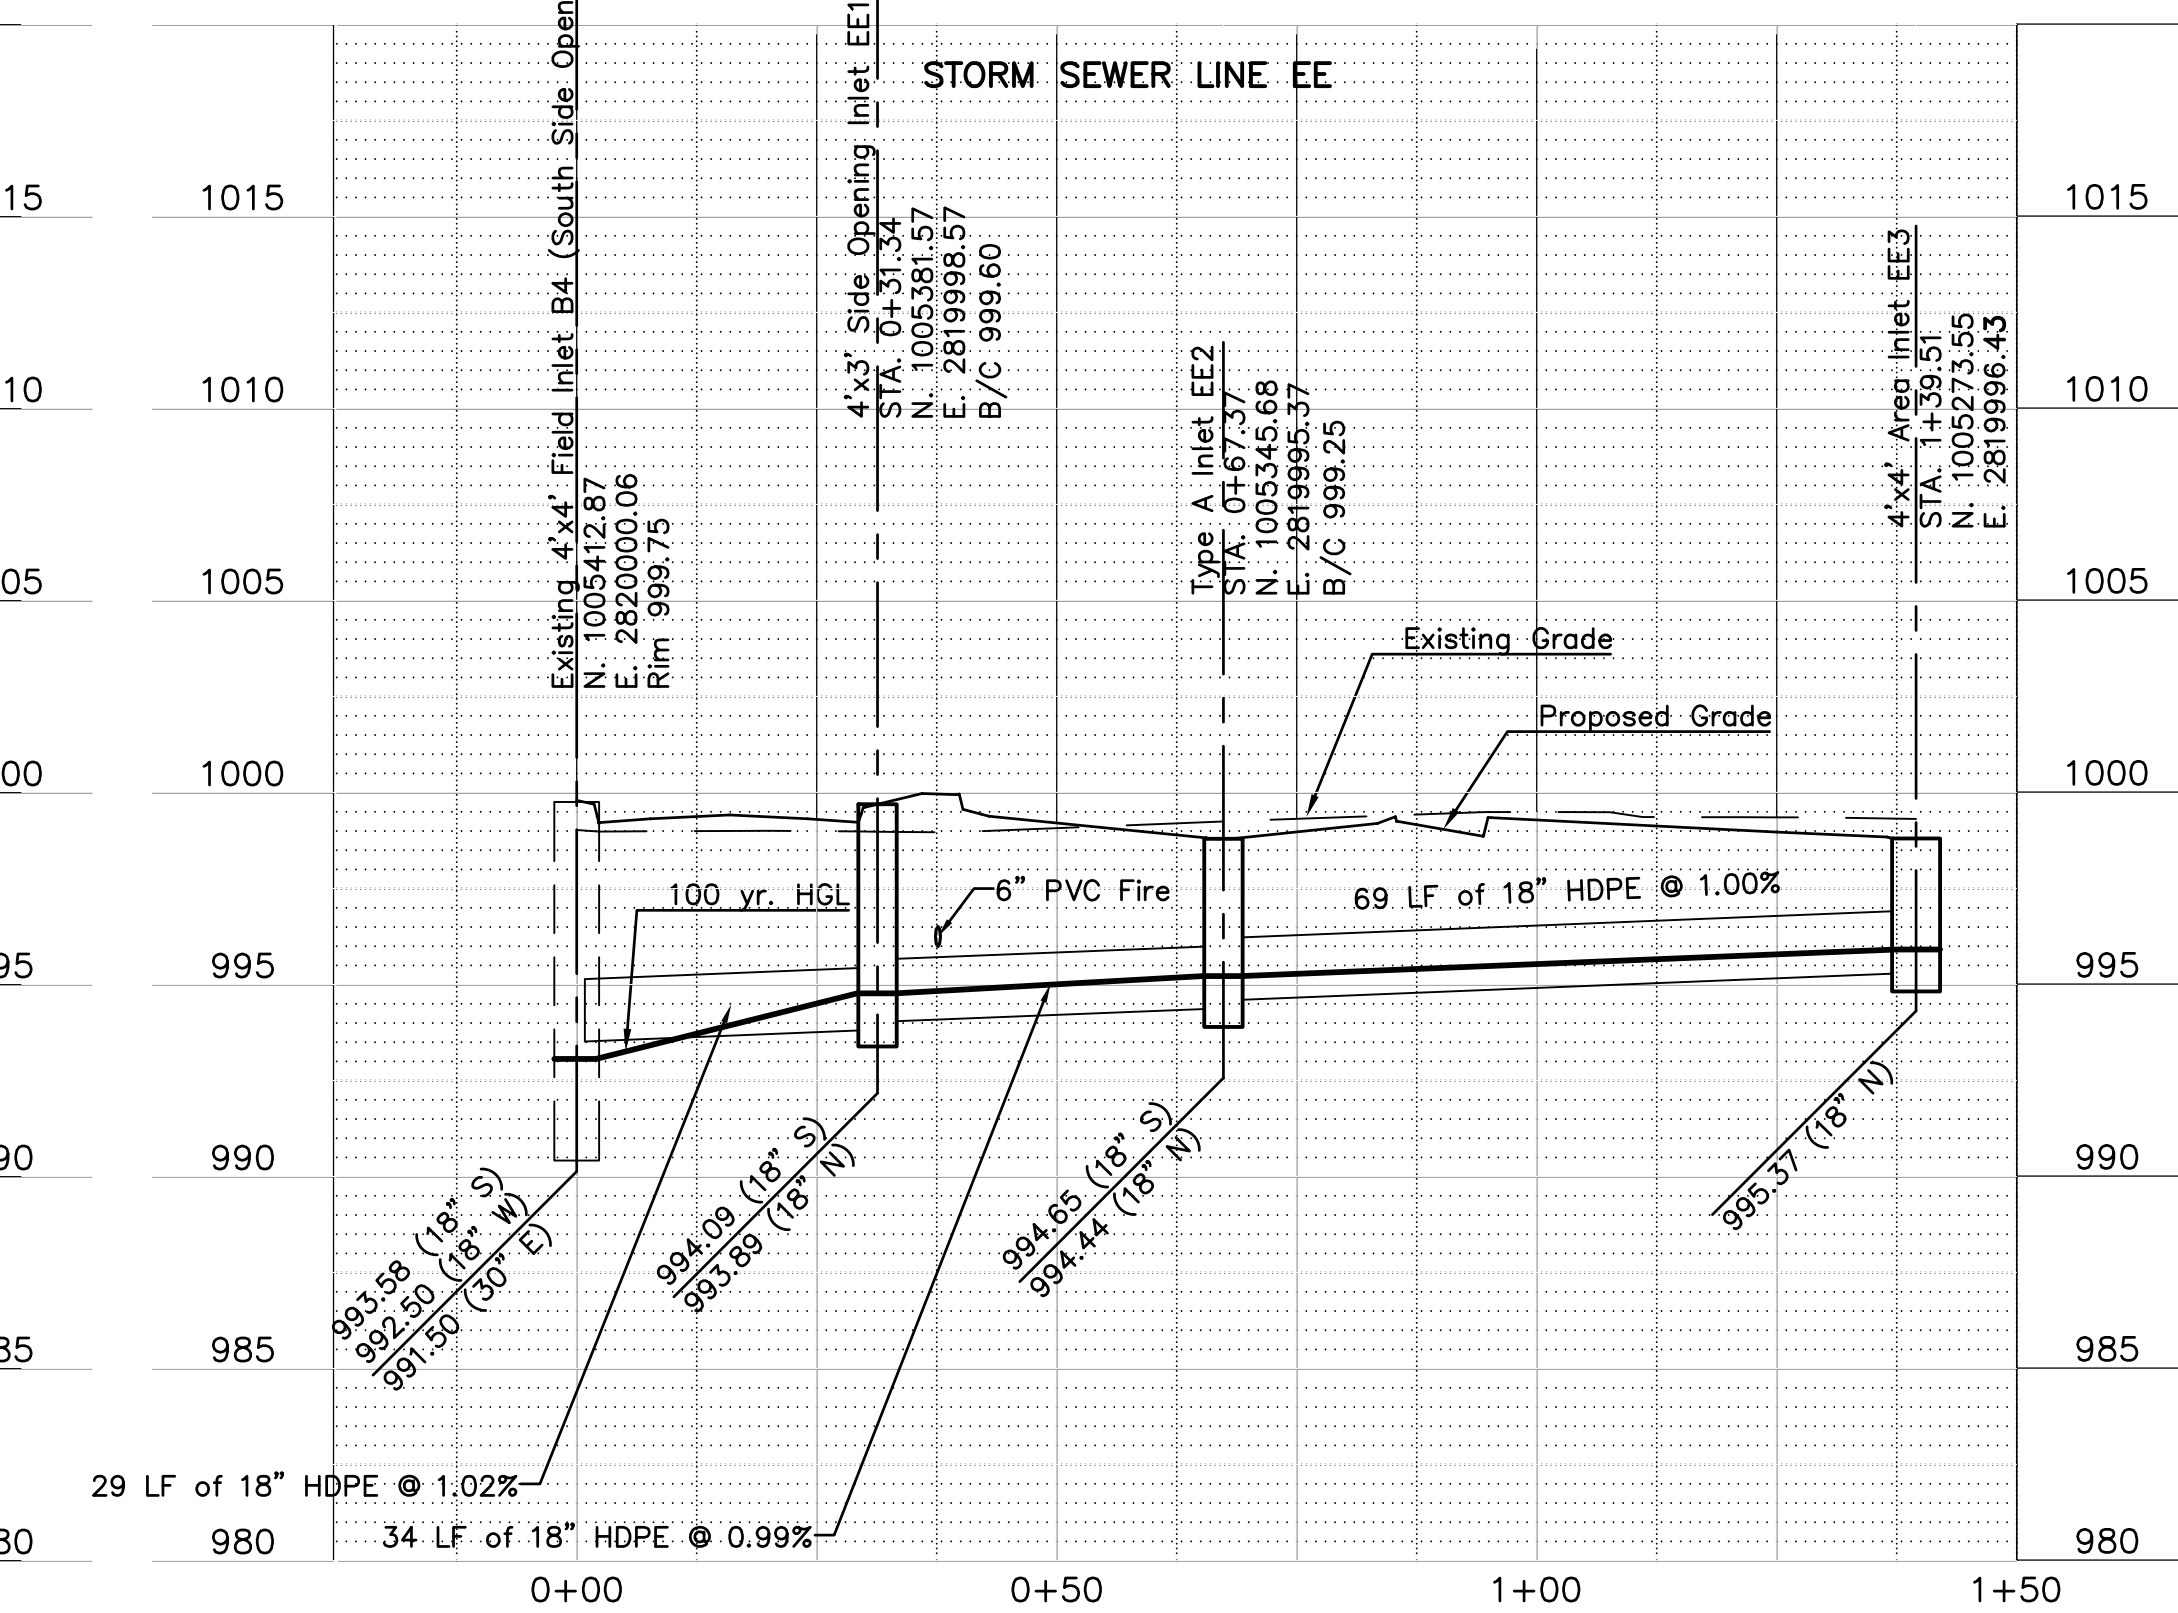 STORM SEWER LINE EE
Existing 4'x4' Field Inlet B4 (South Side Open
N. 1005412.87
E. 2820000.06
Rim 999.75
4'x3' Side Opening Inlet EE1
STA. 0+31.34
N. 1005381.57
E. 2819998.57
B/C 999.60
Type A Inlet EE2
STA. 0+67.37
N. 1005345.68
E. 2819995.37
B/C 999.25
4'x4' Area Inlet EE3
STA. 1+39.51
N. 1005273.55
E. 2819996.43
15
1015
1015
10
1010
1010
05
1005
1005
Existing Grade
Proposed Grade
00
1000
1000
100 yr. HGL
6" PVC Fire
69 LF of 18" HDPE @ 1.00%
95
995
995
90
990
990
993.58 (18" S)
992.50 (18" W)
991.50 (30" E)
994.09 (18" S)
993.89 (18" N)
994.65 (18" S)
994.44 (18" N)
995.37 (18" N)
85
985
985
29 LF of 18" HDPE @ 1.02%
34 LF of 18" HDPE @ 0.99%
80
980
980
0+00
0+50
1+00
1+50